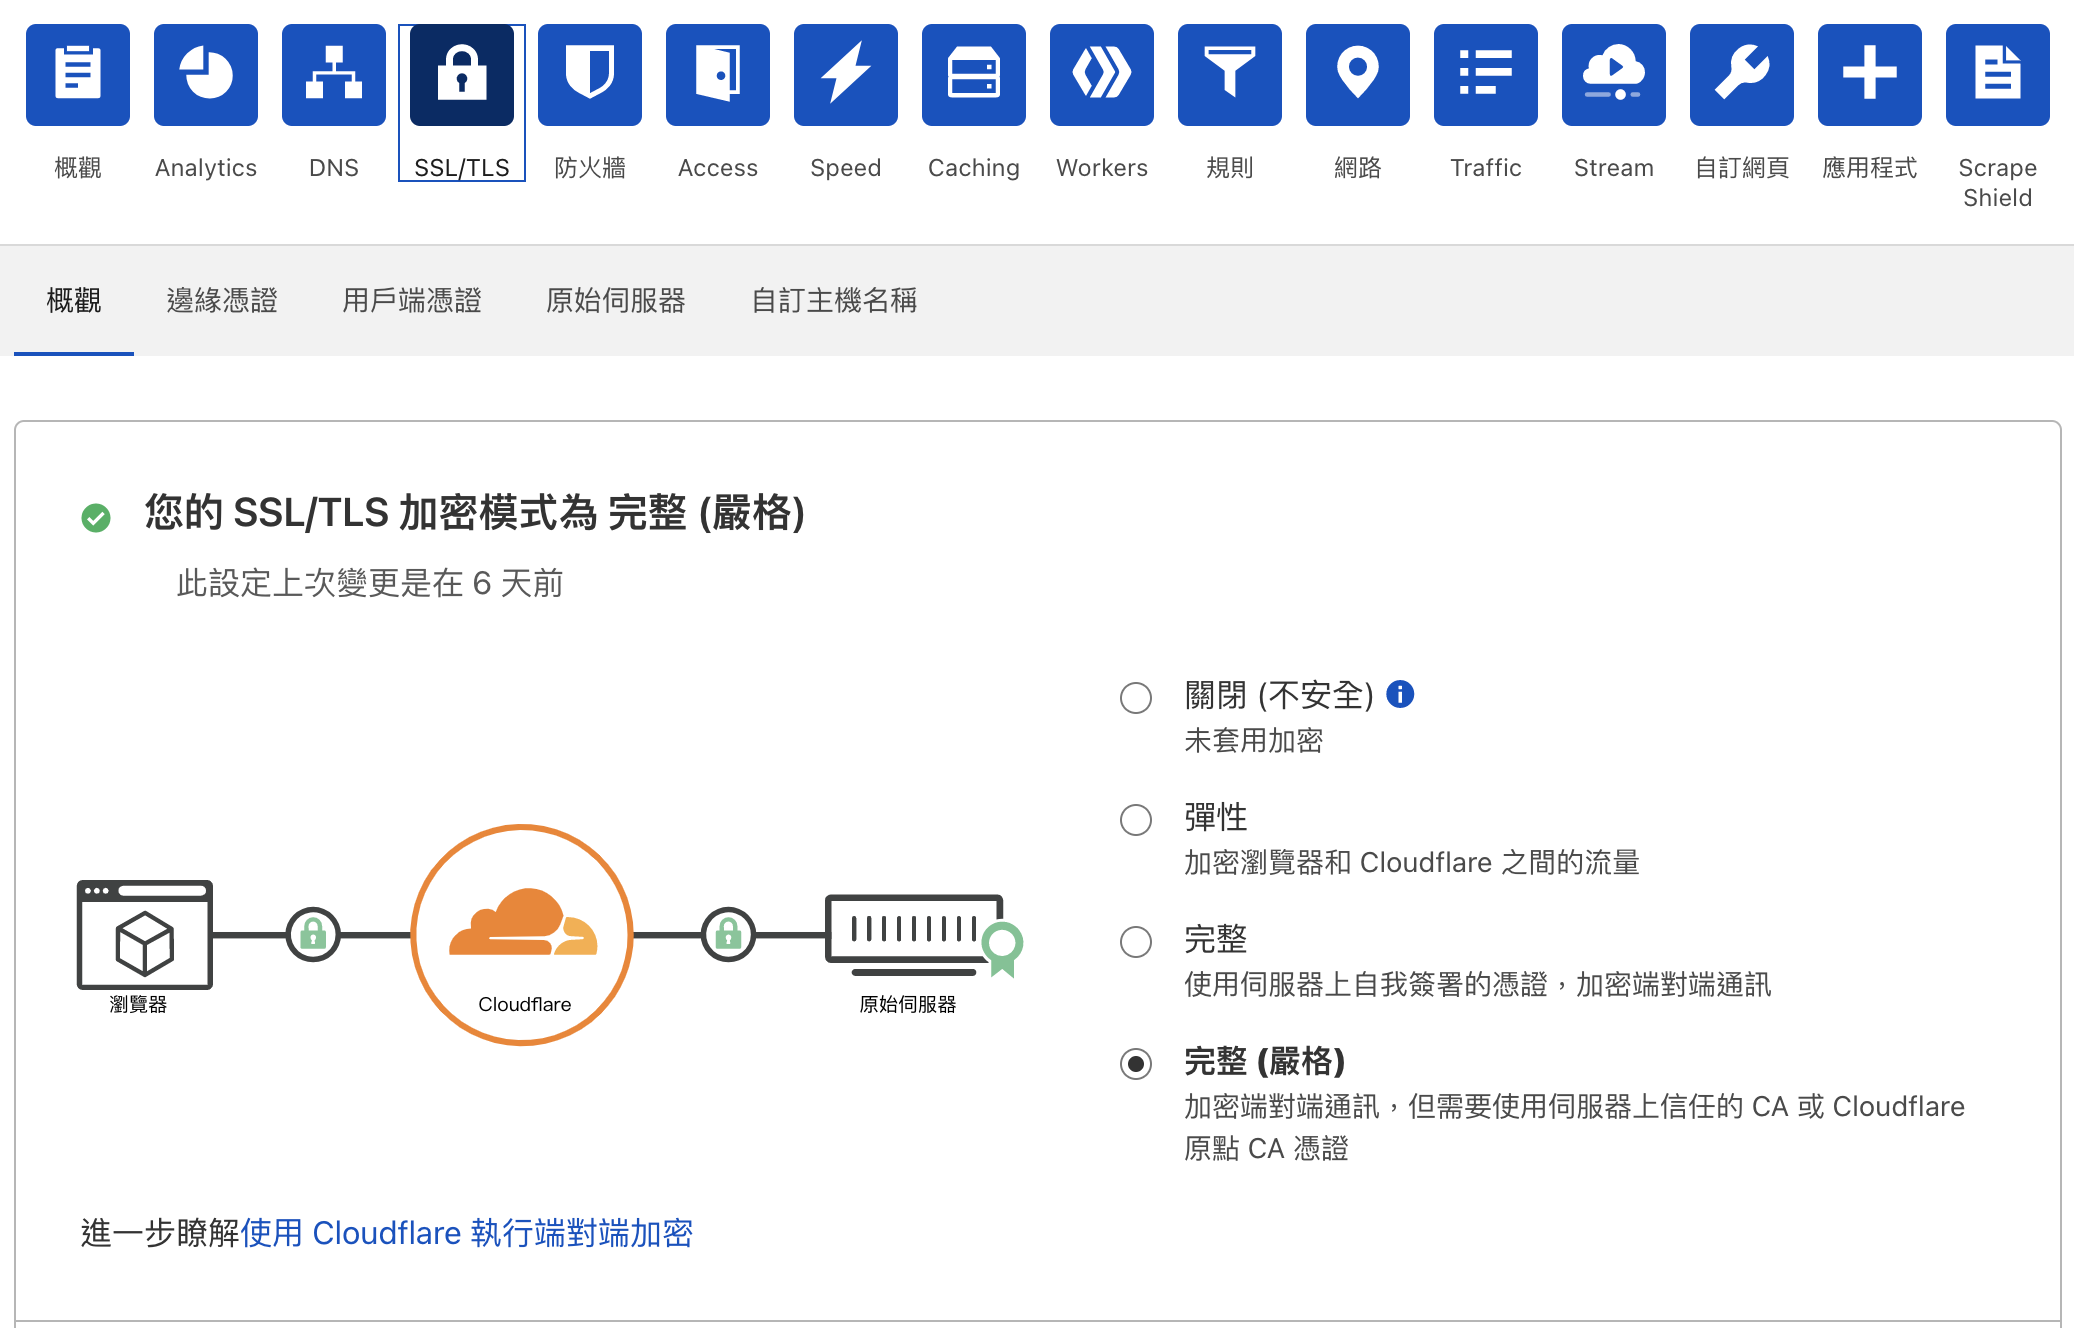 概觀
Analytics
DNS
SSL/TLS
防火牆
Access
Speed
Caching
Workers
規則
網路
Traffic
Stream
自訂網頁
應用程式
Scrape
Shield
概觀
邊緣憑證
用戶端憑證
原始伺服器
自訂主機名稱
您的 SSL/TLS 加密模式為 完整 (嚴格)
此設定上次變更是在 6 天前
瀏覽器
Cloudflare
原始伺服器
關閉 (不安全)
未套用加密
彈性
加密瀏覽器和 Cloudflare 之間的流量
完整
使用伺服器上自我簽署的憑證，加密端對端通訊
完整 (嚴格)
加密端對端通訊，但需要使用伺服器上信任的 CA 或 Cloudflare
原點 CA 憑證
進一步瞭解使用 Cloudflare 執行端對端加密